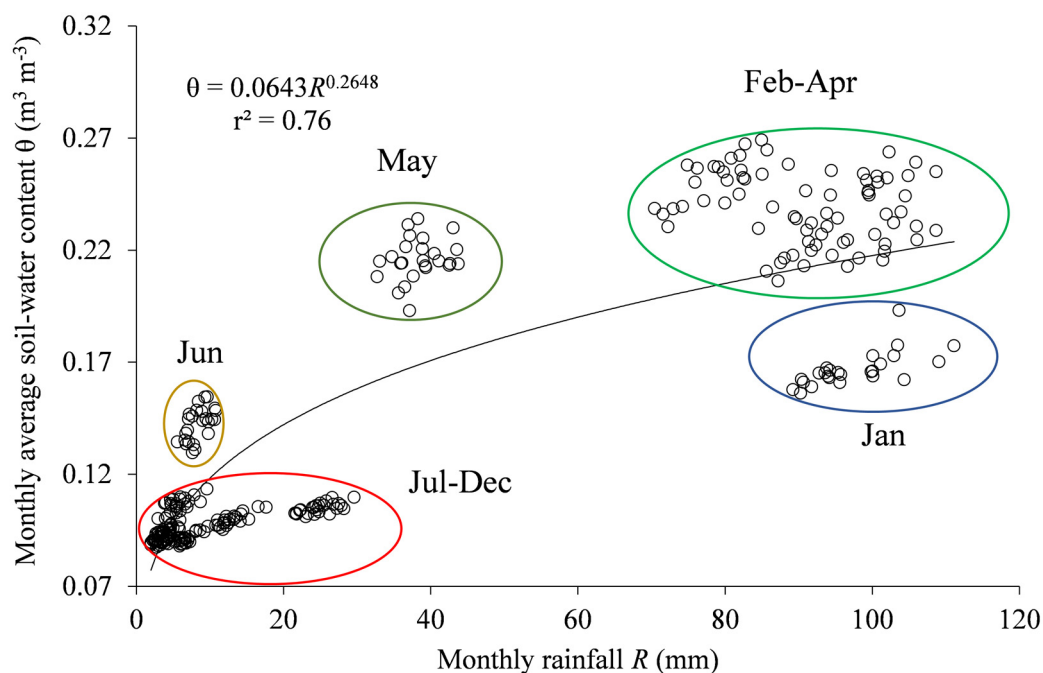 θ = 0.0643R^0.2648
r² = 0.76
Feb-Apr
May
Jun
Jan
Jul-Dec
0.32
0.27
0.22
0.17
0.12
0.07
0
20
40
60
80
100
120
Monthly average soil-water content θ (m³ m⁻³)
Monthly rainfall R (mm)